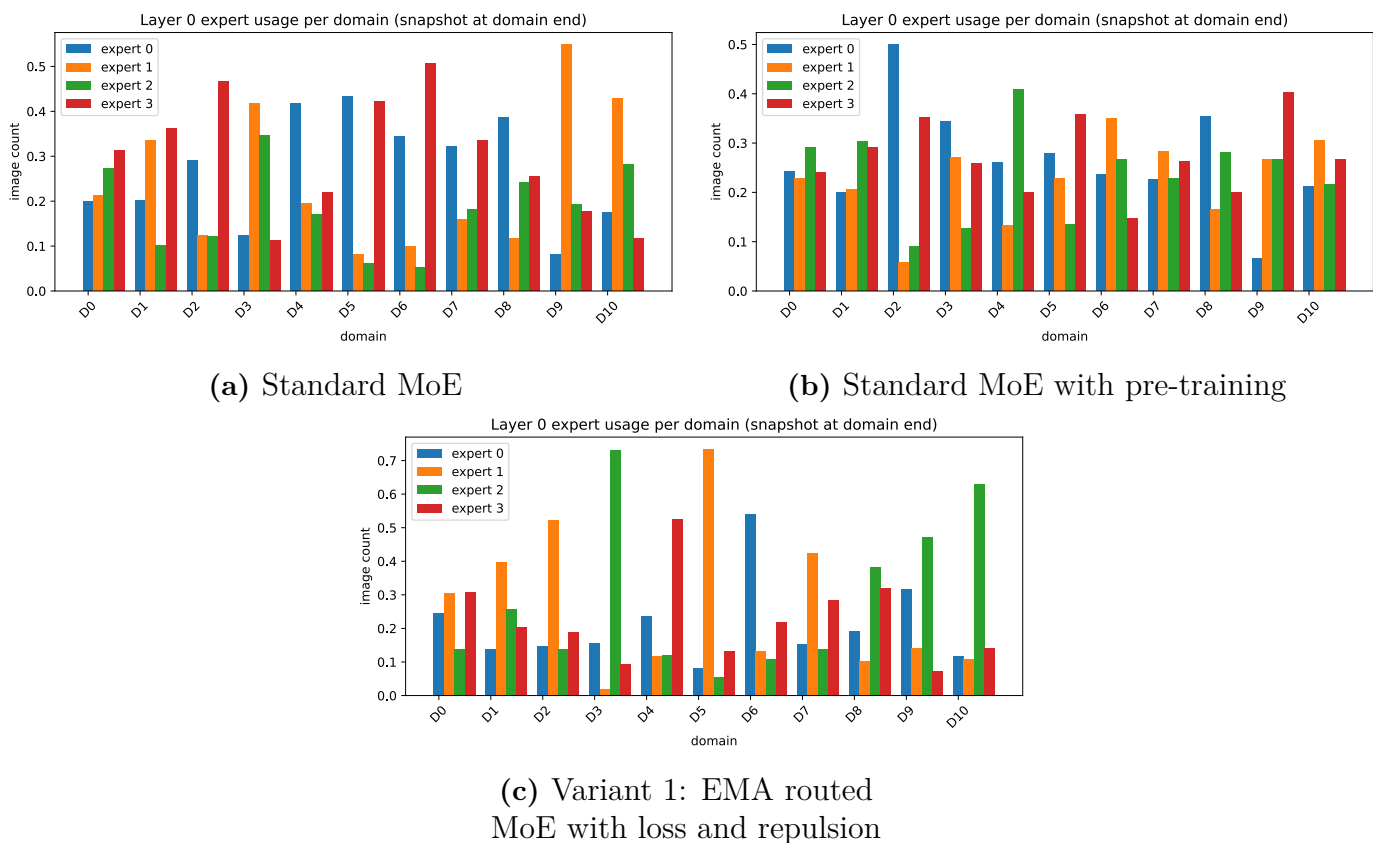 Layer 0 expert usage per domain (snapshot at domain end)
expert 0
expert 1
expert 2
expert 3
image count
0.5
0.4
0.3
0.2
0.1
0.0
D0 D1 D2 D3 D4 D5 D6 D7 D8 D9 D10
domain
(a) Standard MoE
Layer 0 expert usage per domain (snapshot at domain end)
expert 0
expert 1
expert 2
expert 3
image count
0.5
0.4
0.3
0.2
0.1
0.0
D0 D1 D2 D3 D4 D5 D6 D7 D8 D9 D10
domain
(b) Standard MoE with pre-training
Layer 0 expert usage per domain (snapshot at domain end)
expert 0
expert 1
expert 2
expert 3
image count
0.7
0.6
0.5
0.4
0.3
0.2
0.1
0.0
D0 D1 D2 D3 D4 D5 D6 D7 D8 D9 D10
domain
(c) Variant 1: EMA routed
MoE with loss and repulsion